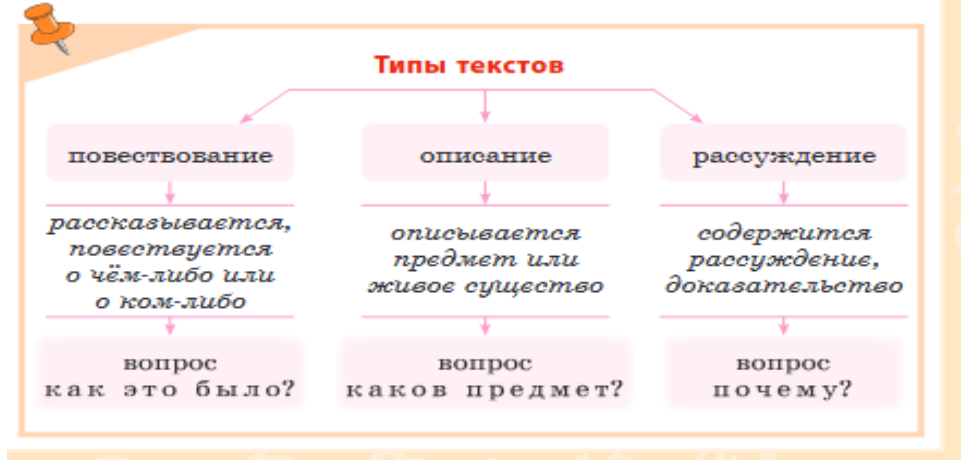 Типы текстов
повествование
описание
рассуждение
рассказывается,
повествуется
о чём-либо или
о ком-либо
описывается
предмет или
живое существо
содержится
рассуждение,
доказательство
вопрос
как это было?
вопрос
каков предмет?
вопрос
почему?